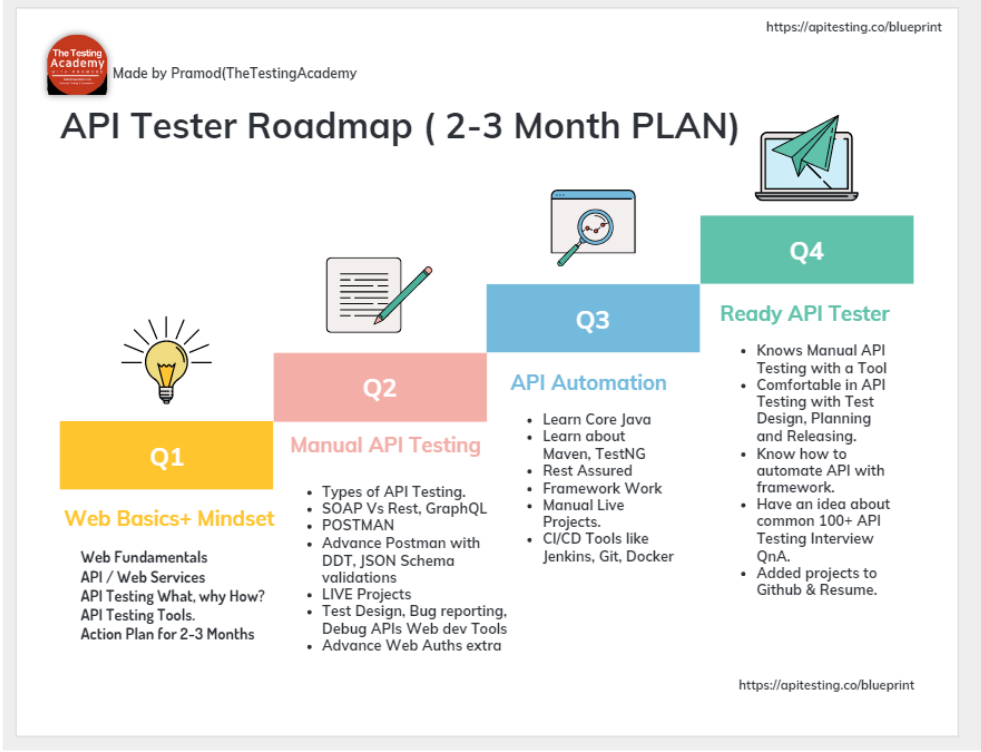 https://apitesting.co/blueprint
The Testing
Academy
Made by Pramod(TheTestingAcademy
API Tester Roadmap ( 2-3 Month PLAN)
Q1
Web Basics+ Mindset
Web Fundamentals
API / Web Services
API Testing What, why How?
API Testing Tools.
Action Plan for 2-3 Months
Q2
Manual API Testing
• Types of API Testing.
• SOAP Vs Rest, GraphQL
• POSTMAN
• Advance Postman with
DDT, JSON Schema
validations
• LIVE Projects
• Test Design, Bug reporting,
Debug APIs Web dev Tools
• Advance Web Auths extra
Q3
API Automation
• Learn Core Java
• Learn about
Maven, TestNG
• Rest Assured
• Framework Work
• Manual Live
Projects.
• CI/CD Tools like
Jenkins, Git, Docker
Q4
Ready API Tester
• Knows Manual API
Testing with a Tool
• Comfortable in API
Testing with Test
Design, Planning
and Releasing.
• Know how to
automate API with
framework.
• Have an idea about
common 100+ API
Testing Interview
QnA.
• Added projects to
Github & Resume.
https://apitesting.co/blueprint